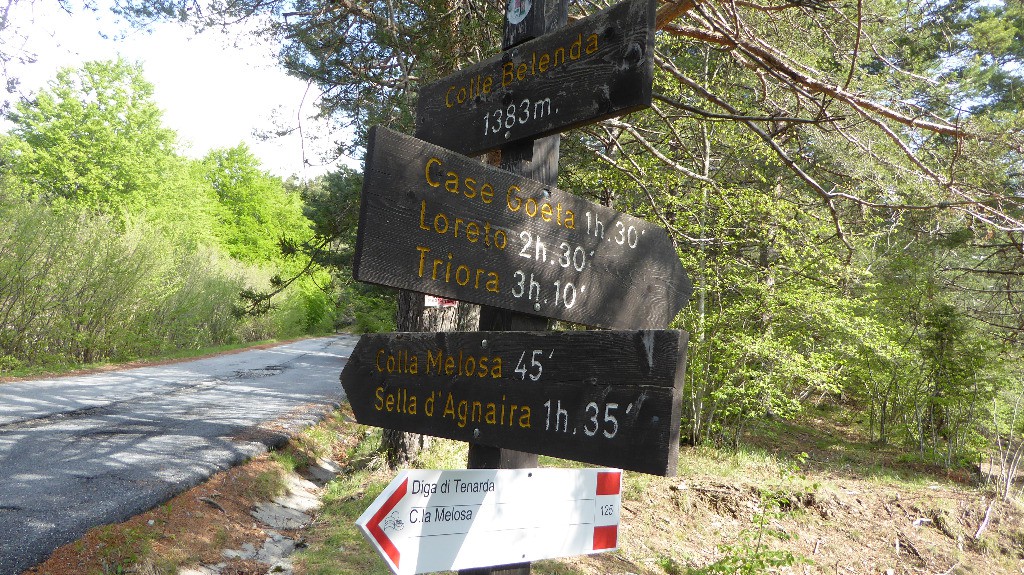 Colle Belenda
1383m.
Case Goeta 1h.30'
Loreto 2h.30'
Triora 3h.10'
Colla Melosa 45'
Sella d'Agnaira 1h.35'
Diga di Tenarda
C.la Melosa
125